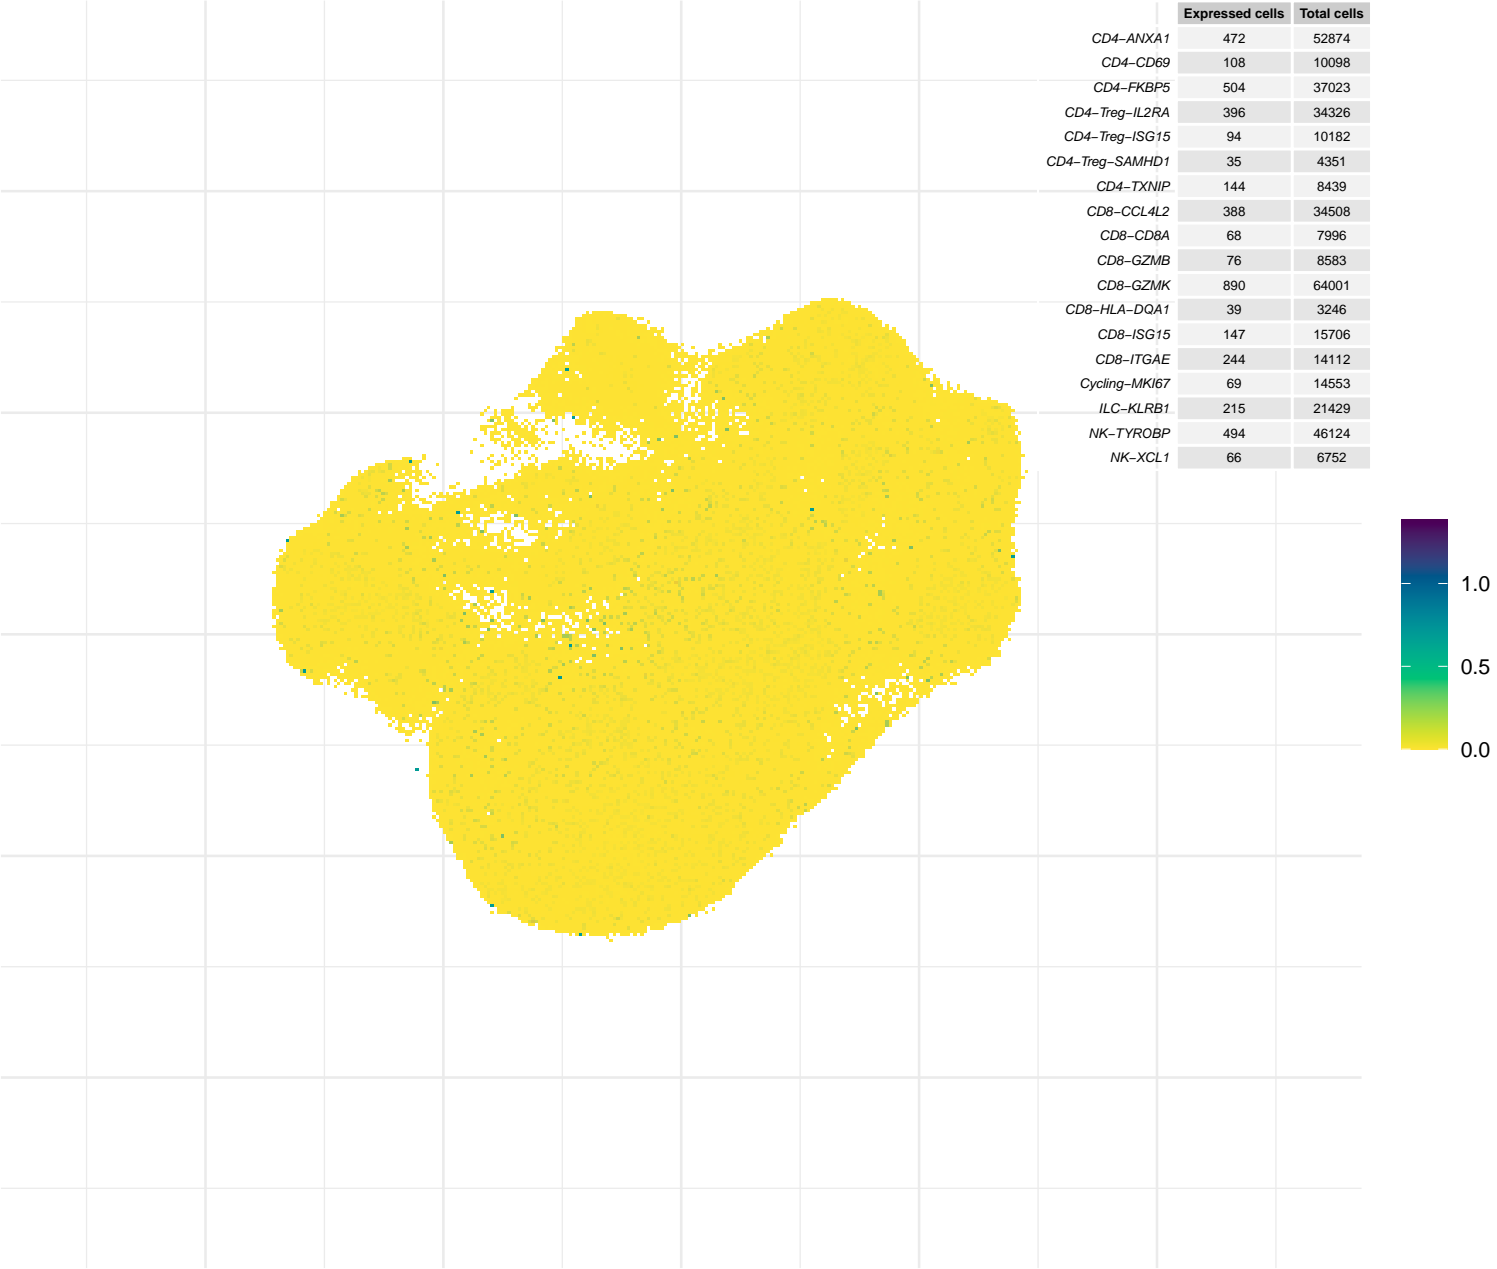 Expressed cells Total cells
CD4−ANXA1 472 52874
CD4−CD69 108 10098
CD4−FKBP5 504 37023
CD4−Treg−IL2RA 396 34326
CD4−Treg−ISG15 94 10182
CD4−Treg−SAMHD1 35 4351
CD4−TXNIP 144 8439
CD8−CCL4L2 388 34508
CD8−CD8A 68 7996
CD8−GZMB 76 8583
CD8−GZMK 890 64001
CD8−HLA−DQA1 39 3246
CD8−ISG15 147 15706
CD8−ITGAE 244 14112
Cycling−MKI67 69 14553
ILC−KLRB1 215 21429
NK−TYROBP 494 46124
NK−XCL1 66 6752
1.0
0.5
0.0